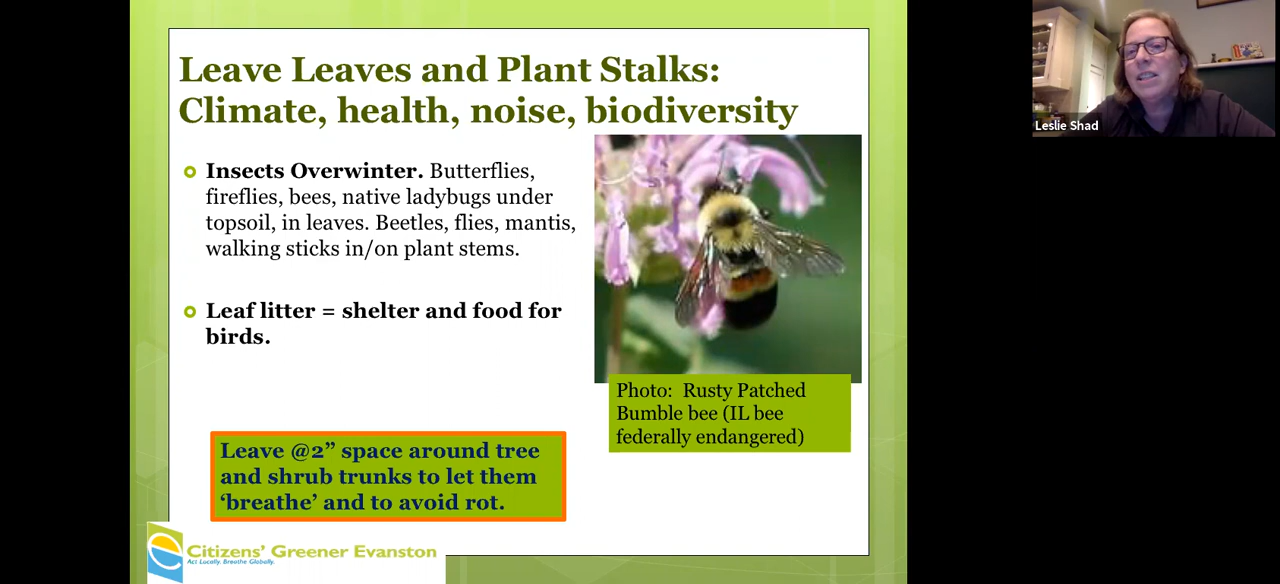 Leave Leaves and Plant Stalks:
Climate, health, noise, biodiversity
Insects Overwinter. Butterflies,
fireflies, bees, native ladybugs under
topsoil, in leaves. Beetles, flies, mantis,
walking sticks in/on plant stems.
Leaf litter = shelter and food for
birds.
Photo:  Rusty Patched
Bumble bee (IL bee
federally endangered)
Leave @2” space around tree
and shrub trunks to let them
‘breathe’ and to avoid rot.
Citizens' Greener Evanston
Act Locally. Breathe Globally.
Leslie Shad